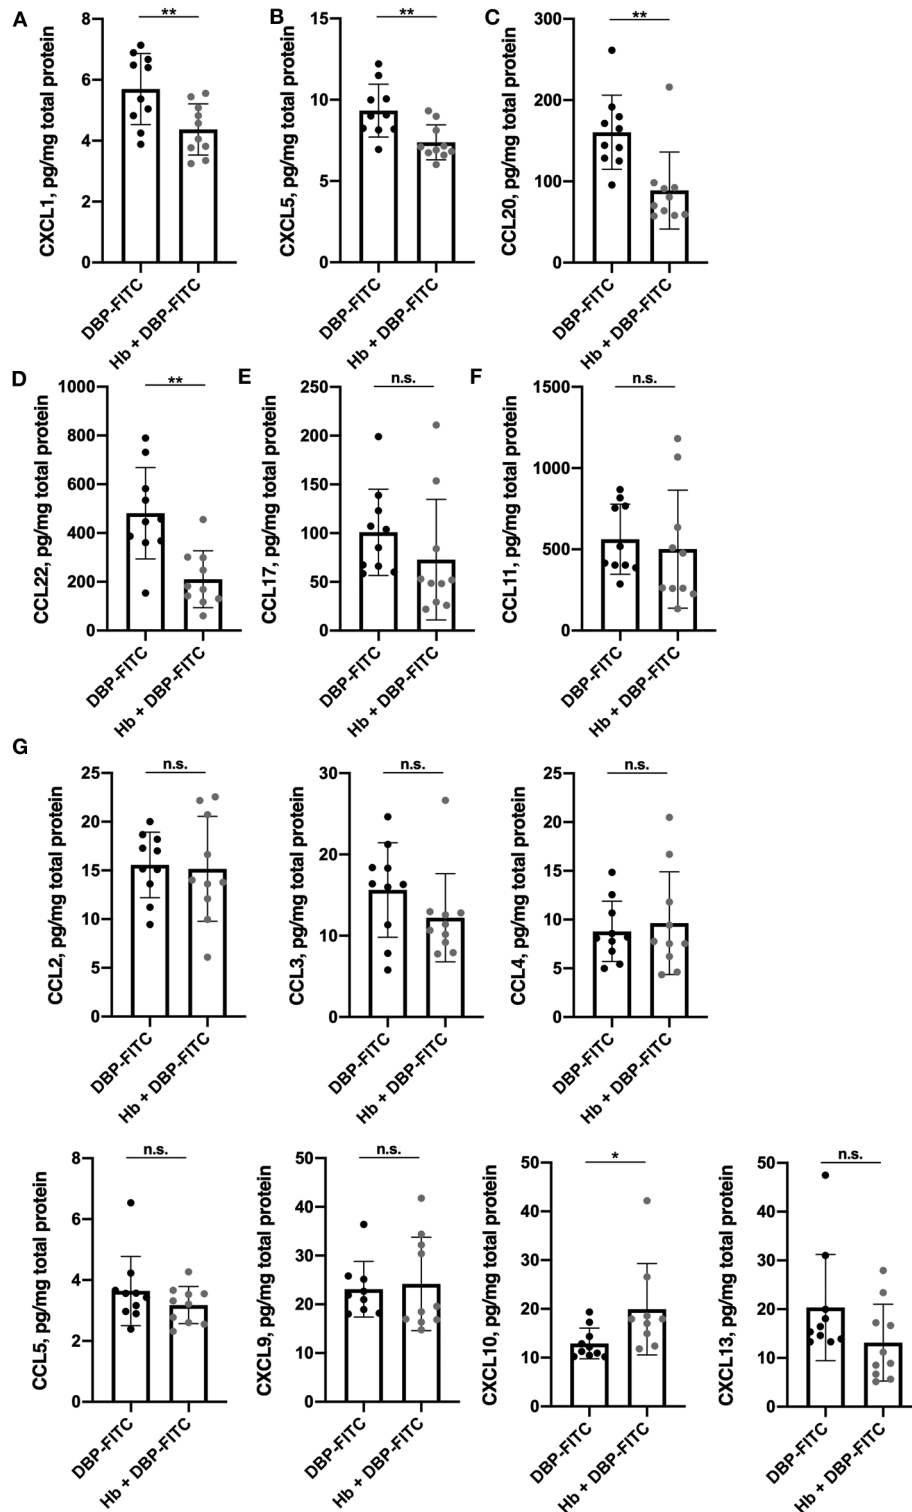 A
**
CXCL1, pg/mg total protein
8
6
4
2
0
DBP-FITC
Hb + DBP-FITC
B
**
CXCL5, pg/mg total protein
15
10
5
0
DBP-FITC
Hb + DBP-FITC
C
**
CCL20, pg/mg total protein
300
200
100
0
DBP-FITC
Hb + DBP-FITC
D
**
CCL22, pg/mg total protein
1000
800
600
400
200
0
DBP-FITC
Hb + DBP-FITC
E
n.s.
CCL17, pg/mg total protein
250
200
150
100
50
0
DBP-FITC
Hb + DBP-FITC
F
n.s.
CCL11, pg/mg total protein
1500
1000
500
0
DBP-FITC
Hb + DBP-FITC
G
n.s.
CCL2, pg/mg total protein
25
20
15
10
5
0
DBP-FITC
Hb + DBP-FITC
n.s.
CCL3, pg/mg total protein
30
20
10
0
DBP-FITC
Hb + DBP-FITC
n.s.
CCL4, pg/mg total protein
25
20
15
10
5
0
DBP-FITC
Hb + DBP-FITC
n.s.
CCL5, pg/mg total protein
8
6
4
2
0
DBP-FITC
Hb + DBP-FITC
n.s.
CXCL9, pg/mg total protein
50
40
30
20
10
0
DBP-FITC
Hb + DBP-FITC
*
CXCL10, pg/mg total protein
50
40
30
20
10
0
DBP-FITC
Hb + DBP-FITC
n.s.
CXCL13, pg/mg total protein
50
40
30
20
10
0
DBP-FITC
Hb + DBP-FITC